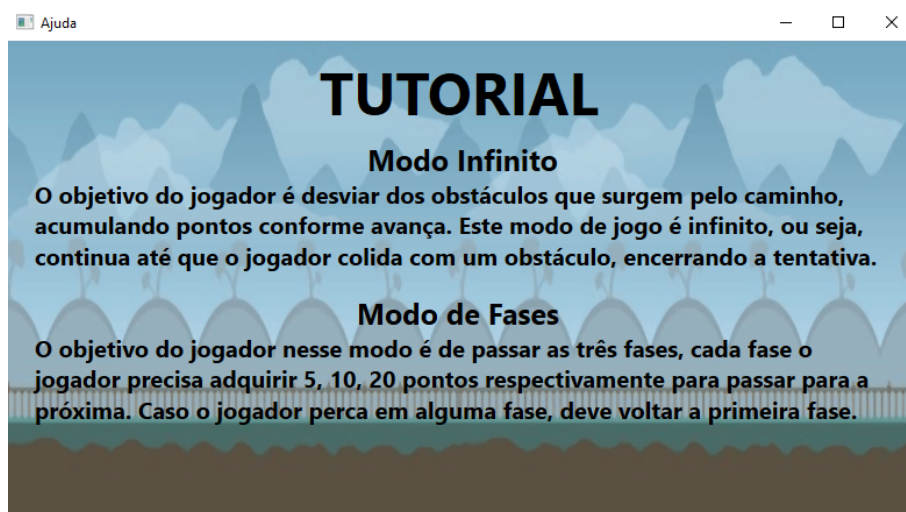 Ajuda
TUTORIAL
Modo Infinito
O objetivo do jogador é desviar dos obstáculos que surgem pelo caminho,
acumulando pontos conforme avança. Este modo de jogo é infinito, ou seja,
continua até que o jogador colida com um obstáculo, encerrando a tentativa.
Modo de Fases
O objetivo do jogador nesse modo é de passar as três fases, cada fase o
jogador precisa adquirir 5, 10, 20 pontos respectivamente para passar para a
próxima. Caso o jogador perca em alguma fase, deve voltar a primeira fase.